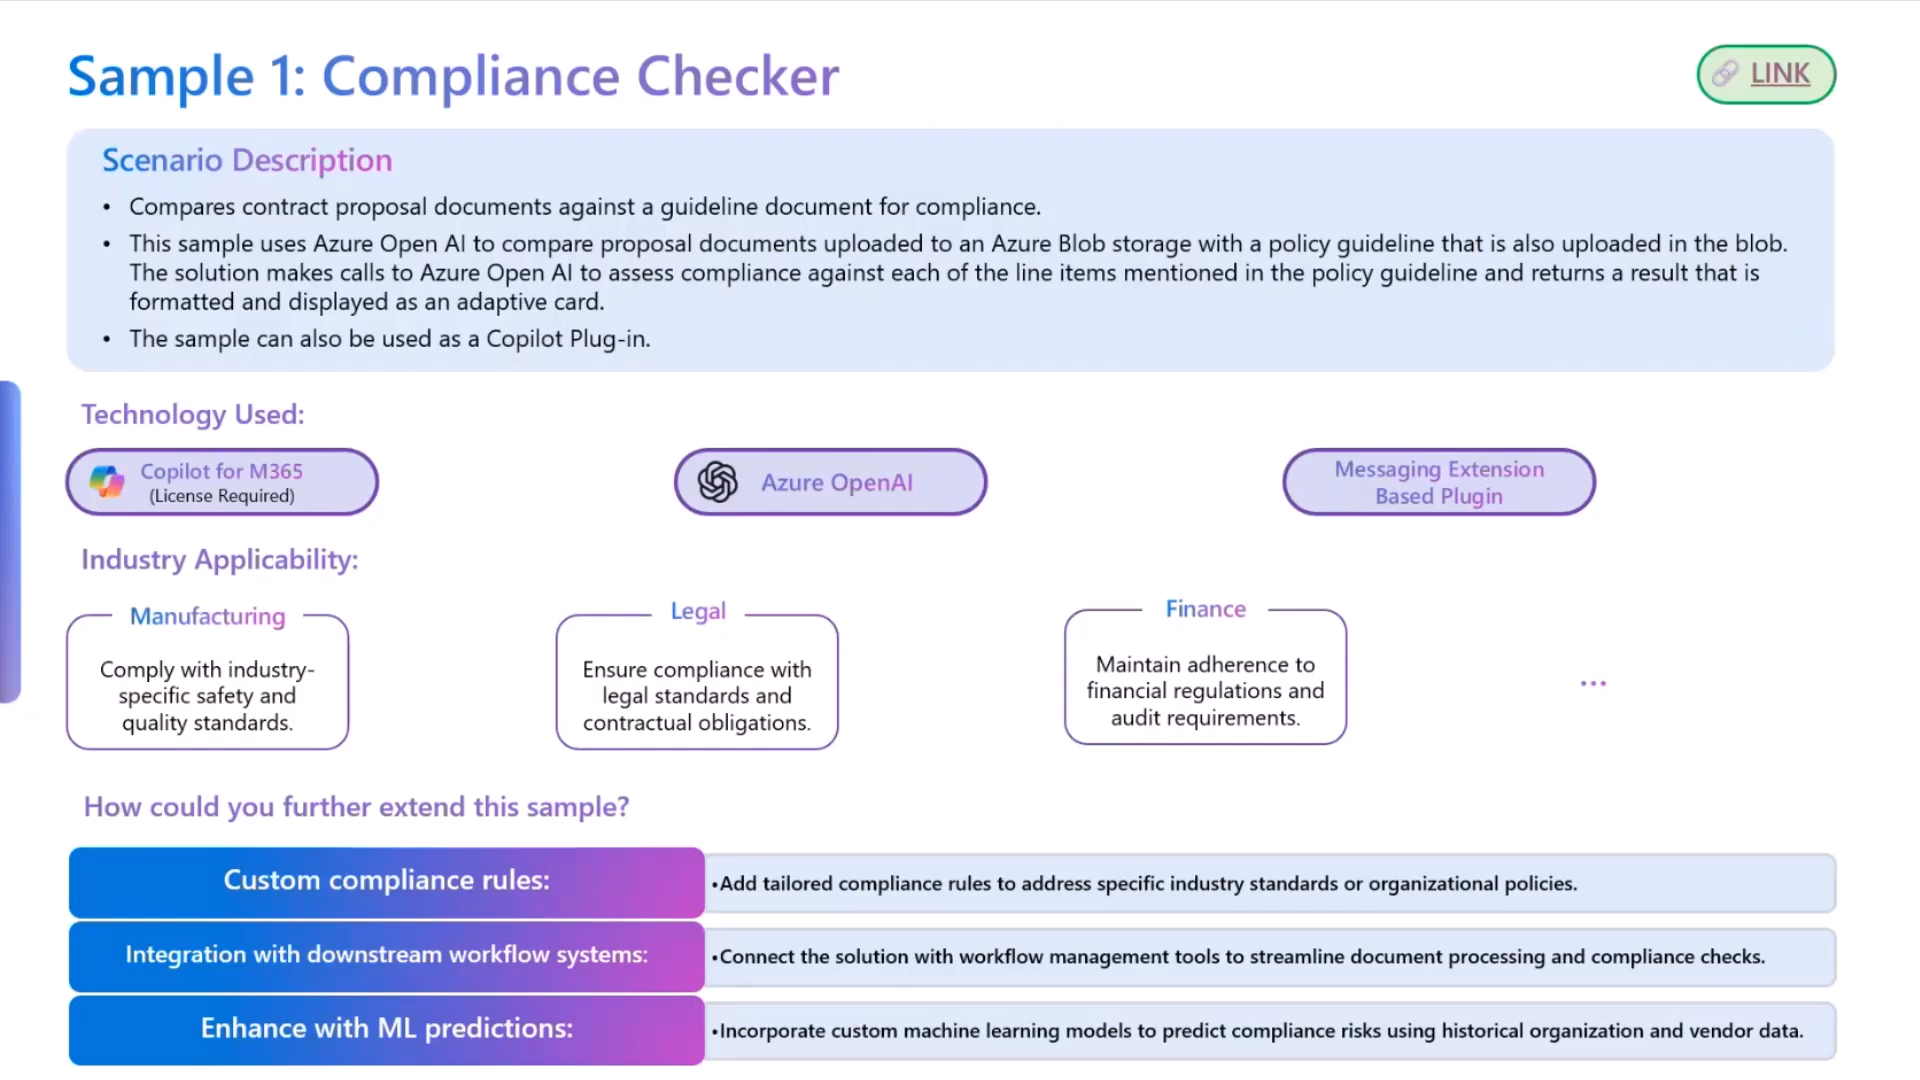 Sample 1: Compliance Checker
LINK
Scenario Description
• Compares contract proposal documents against a guideline document for compliance.
• This sample uses Azure Open AI to compare proposal documents uploaded to an Azure Blob storage with a policy guideline that is also uploaded in the blob.
The solution makes calls to Azure Open AI to assess compliance against each of the line items mentioned in the policy guideline and returns a result that is
formatted and displayed as an adaptive card.
• The sample can also be used as a Copilot Plug-in.
Technology Used:
Copilot for M365
(License Required)
Azure OpenAI
Messaging Extension
Based Plugin
Industry Applicability:
Manufacturing
Comply with industry-
specific safety and
quality standards.
Legal
Ensure compliance with
legal standards and
contractual obligations.
Finance
Maintain adherence to
financial regulations and
audit requirements.
...
How could you further extend this sample?
Custom compliance rules:
•Add tailored compliance rules to address specific industry standards or organizational policies.
Integration with downstream workflow systems:
•Connect the solution with workflow management tools to streamline document processing and compliance checks.
Enhance with ML predictions:
•Incorporate custom machine learning models to predict compliance risks using historical organization and vendor data.